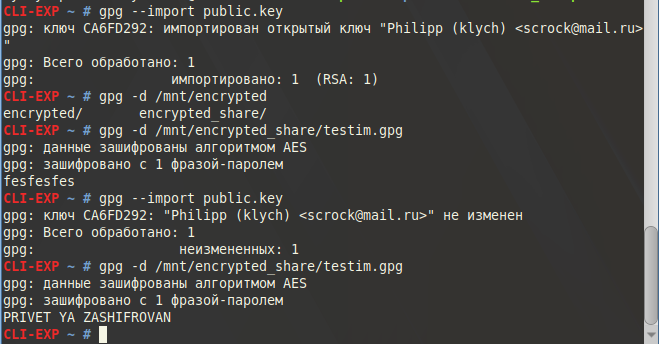 CLI-EXP ~ # gpg --import public.key
gpg: ключ CA6FD292: импортирован открытый ключ "Philipp (klych) <scrock@mail.ru>
"
gpg: Всего обработано: 1
gpg:                 импортировано: 1  (RSA: 1)
CLI-EXP ~ # gpg -d /mnt/encrypted
encrypted/       encrypted_share/
CLI-EXP ~ # gpg -d /mnt/encrypted_share/testim.gpg
gpg: данные зашифрованы алгоритмом AES
gpg: зашифровано с 1 фразой-паролем
fesfesfes
CLI-EXP ~ # gpg --import public.key
gpg: ключ CA6FD292: "Philipp (klych) <scrock@mail.ru>" не изменен
gpg: Всего обработано: 1
gpg:                  неизмененных: 1
CLI-EXP ~ # gpg -d /mnt/encrypted_share/testim.gpg
gpg: данные зашифрованы алгоритмом AES
gpg: зашифровано с 1 фразой-паролем
PRIVET YA ZASHIFROVAN
CLI-EXP ~ #